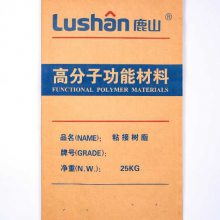 Lushan®鹿山
高分子功能材料
FUNCTIONAL POLYMER MATERIALS
品名(NAME): 粘接树脂
牌号(GRADE):
净重(N.W.): 25KG